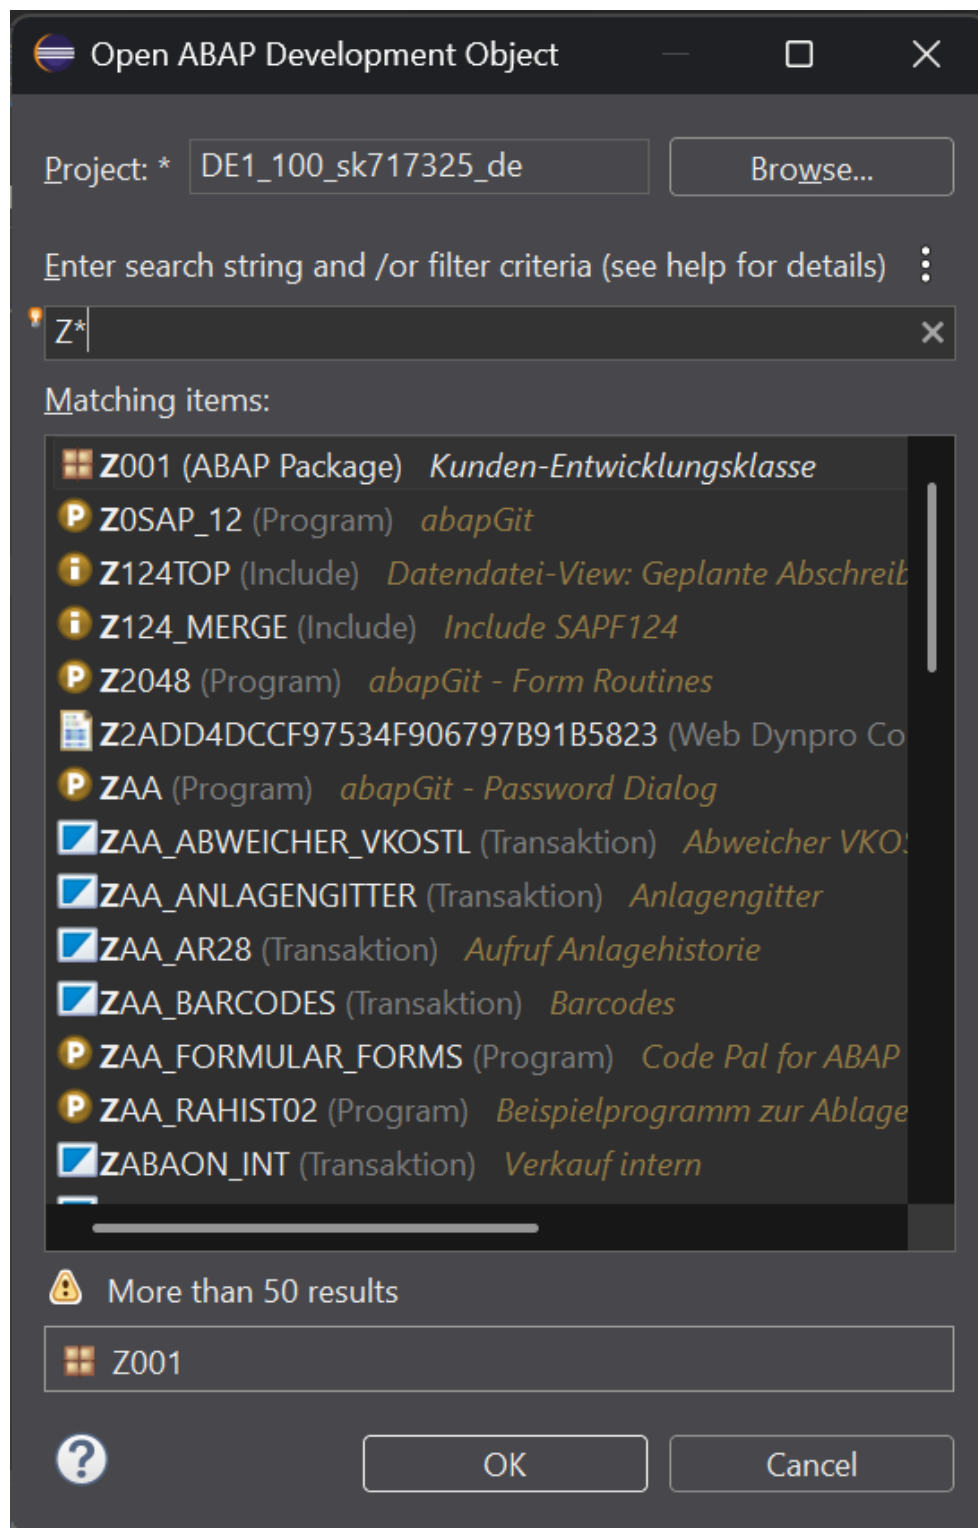 Open ABAP Development Object
Project: * DE1_100_sk717325_de Browse...
Enter search string and /or filter criteria (see help for details)
Z*
Matching items:
Z001 (ABAP Package) Kunden-Entwicklungsklasse
Z0SAP_12 (Program) abapGit
Z124TOP (Include) Datendatei-View: Geplante Abschreib
Z124_MERGE (Include) Include SAPF124
Z2048 (Program) abapGit - Form Routines
Z2ADD4DCCF97534F906797B91B5823 (Web Dynpro Co
ZAA (Program) abapGit - Password Dialog
ZAA_ABWEICHER_VKOSTL (Transaktion) Abweicher VKOS
ZAA_ANLAGENGITTER (Transaktion) Anlagengitter
ZAA_AR28 (Transaktion) Aufruf Anlagehistorie
ZAA_BARCODES (Transaktion) Barcodes
ZAA_FORMULAR_FORMS (Program) Code Pal for ABAP
ZAA_RAHIST02 (Program) Beispielprogramm zur Ablage
ZABAON_INT (Transaktion) Verkauf intern
More than 50 results
Z001
OK Cancel